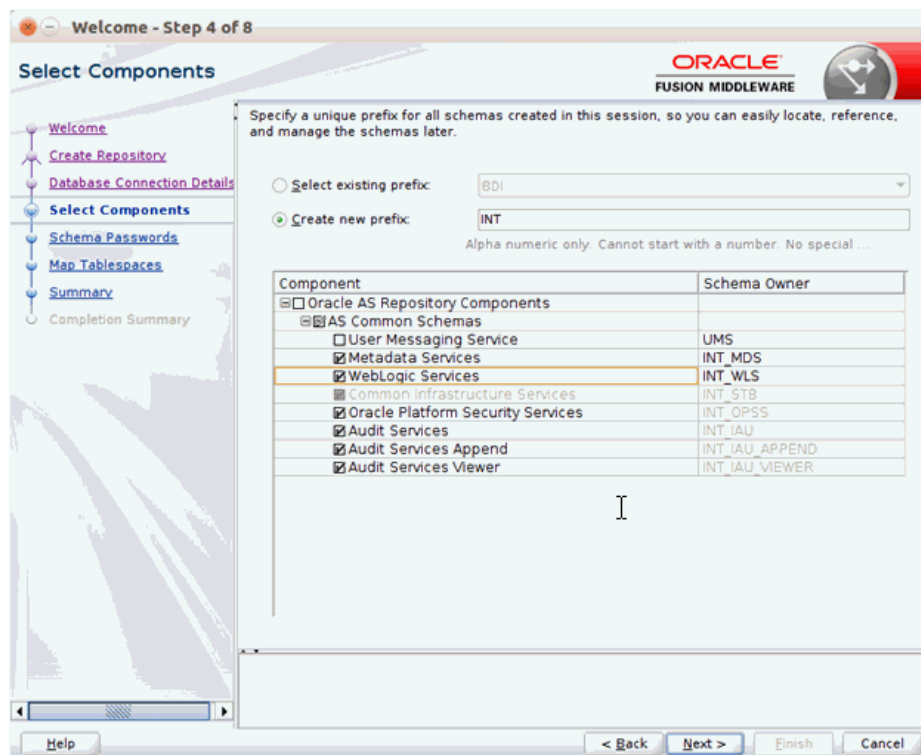 Welcome - Step 4 of 8
Select Components
ORACLE
FUSION MIDDLEWARE
Welcome
Create Repository
Database Connection Details
Select Components
Schema Passwords
Map Tablespaces
Summary
Completion Summary
Specify a unique prefix for all schemas created in this session, so you can easily locate, reference,
and manage the schemas later.
Select existing prefix: BDI
Create new prefix: INT
Alpha numeric only. Cannot start with a number. No special ...
Component Schema Owner
Oracle AS Repository Components
AS Common Schemas
User Messaging Service UMS
Metadata Services INT_MDS
WebLogic Services INT_WLS
Common Infrastructure Services INT_STB
Oracle Platform Security Services INT_OPSS
Audit Services INT_IAU
Audit Services Append INT_IAU_APPEND
Audit Services Viewer INT_IAU_VIEWER
Help < Back Next > Finish Cancel